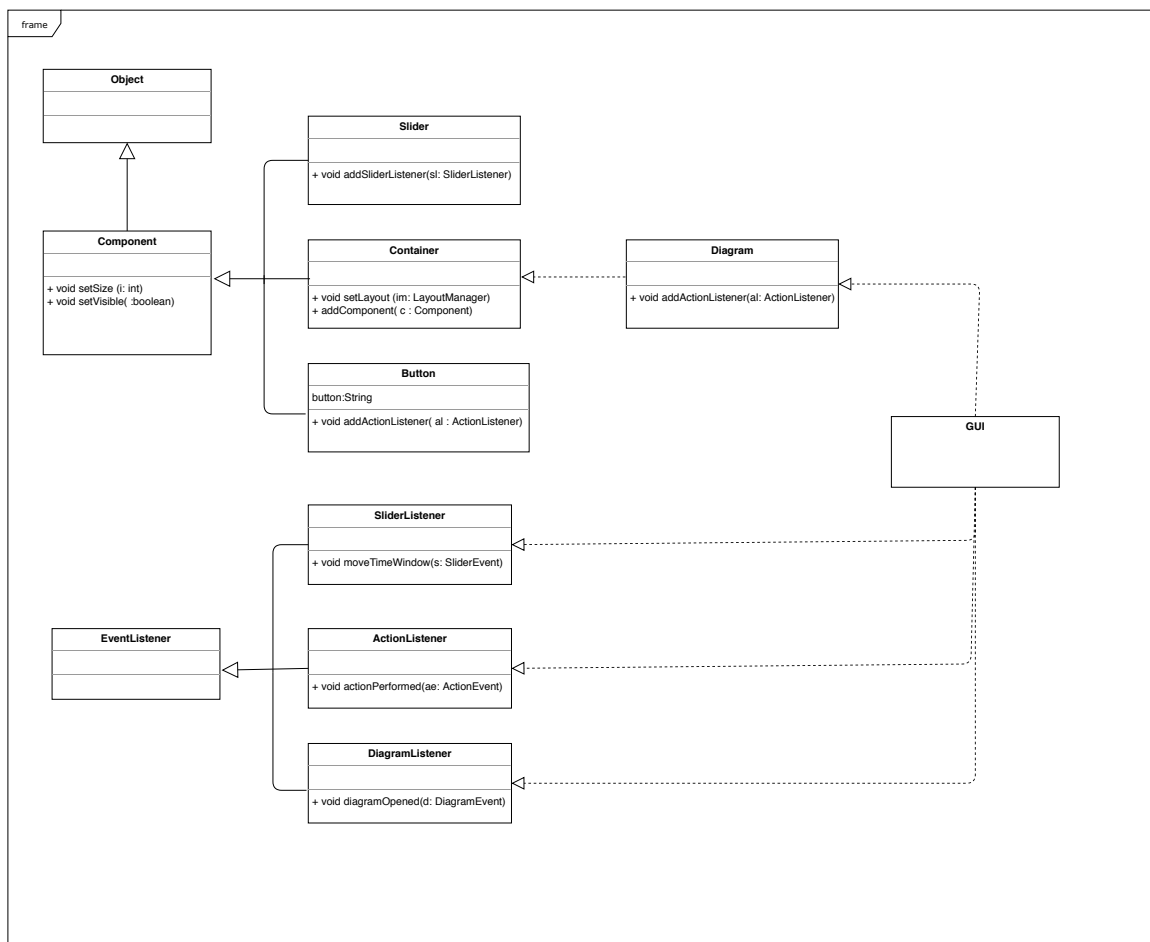 frame
Object
Component
+ void setSize (i: int)
+ void setVisible( :boolean)
Slider
+ void addSliderListener(sl: SliderListener)
Container
+ void setLayout (im: LayoutManager)
+ addComponent( c : Component)
Diagram
+ void addActionListener(al: ActionListener)
Button
button:String
+ void addActionListener( al : ActionListener)
GUI
SliderListener
+ void moveTimeWindow(s: SliderEvent)
EventListener
ActionListener
+ void actionPerformed(ae: ActionEvent)
DiagramListener
+ void diagramOpened(d: DiagramEvent)